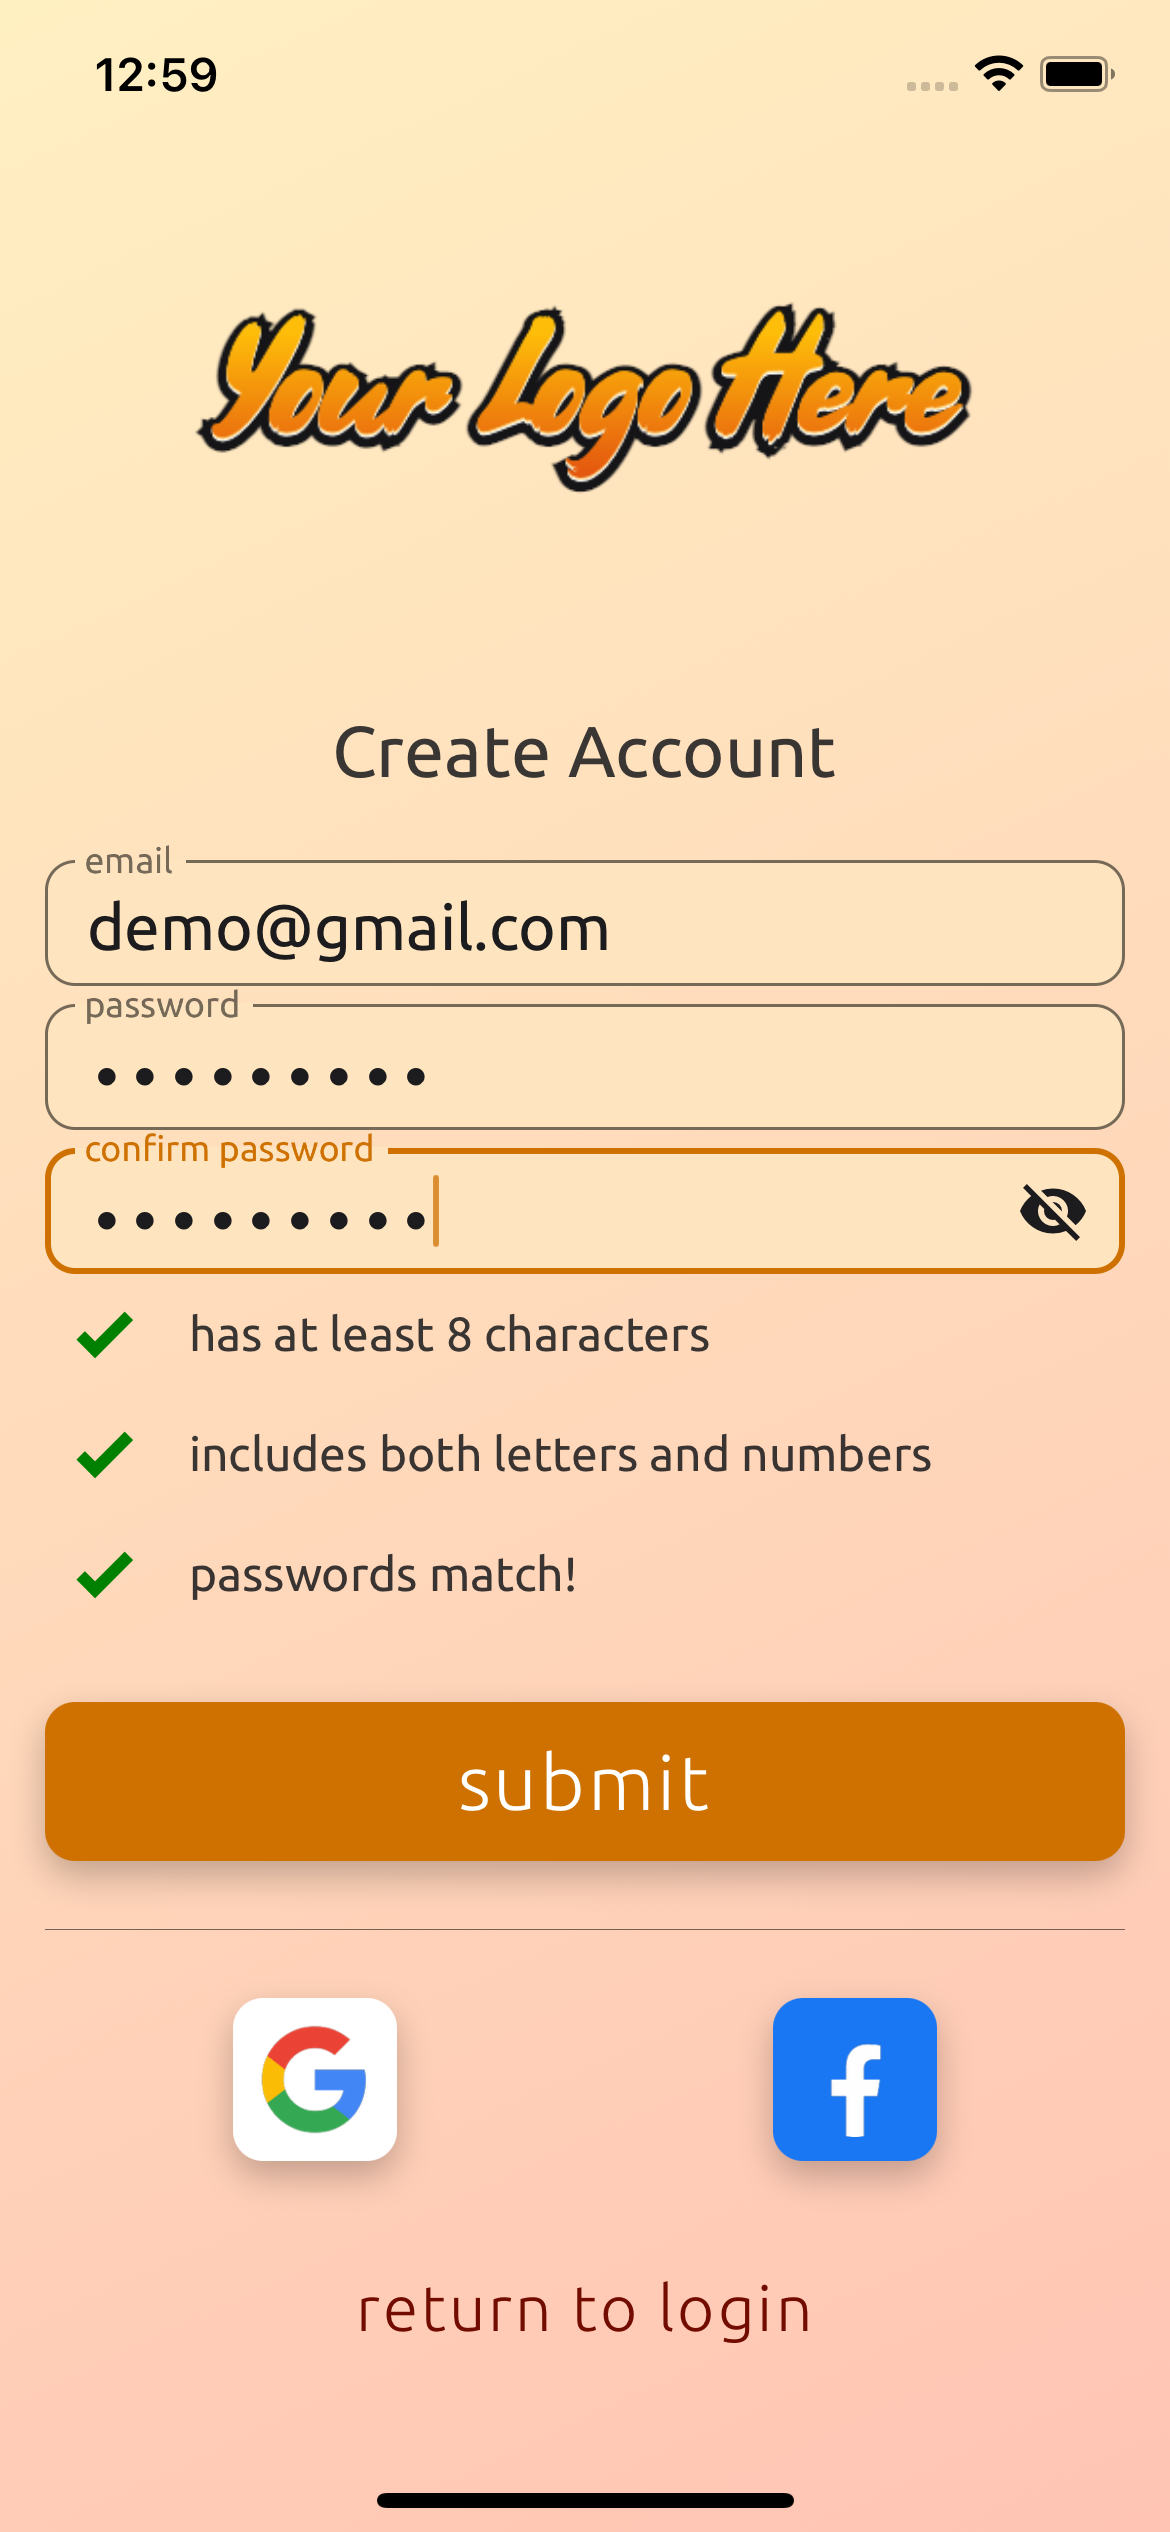 12:59
Your Logo Here
Create Account
email
demo@gmail.com
password
•••••••••
confirm password
•••••••••
has at least 8 characters
includes both letters and numbers
passwords match!
submit
return to login